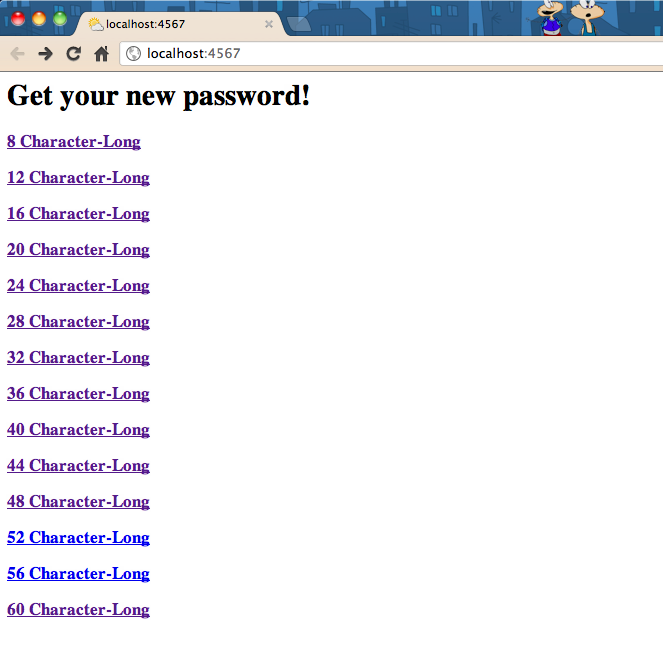 localhost:4567
localhost:4567
Get your new password!
8 Character-Long
12 Character-Long
16 Character-Long
20 Character-Long
24 Character-Long
28 Character-Long
32 Character-Long
36 Character-Long
40 Character-Long
44 Character-Long
48 Character-Long
52 Character-Long
56 Character-Long
60 Character-Long